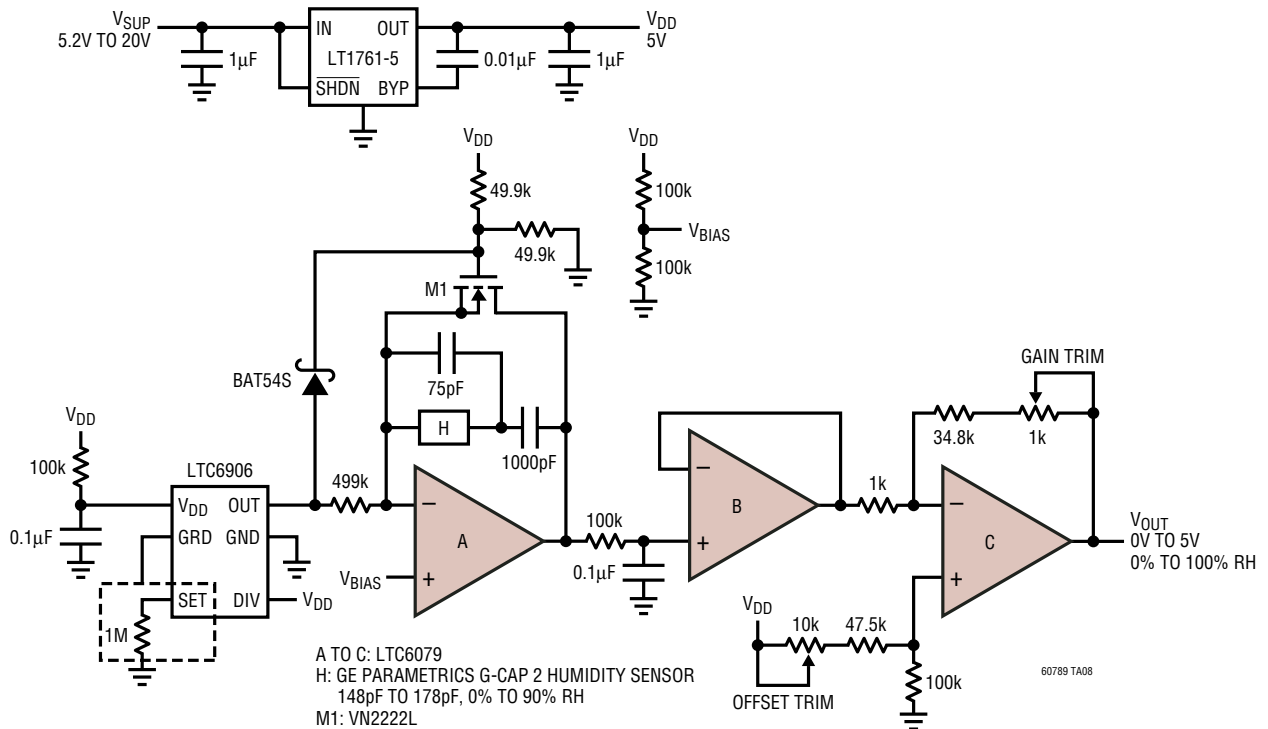 VSUP
5.2V TO 20V
1µF
IN
OUT
LT1761-5
SHDN
BYP
0.01µF
1µF
VDD
5V
VDD
49.9k
49.9k
VDD
100k
VBIAS
100k
M1
BAT54S
75pF
H
1000pF
GAIN TRIM
34.8k
1k
VDD
100k
0.1µF
LTC6906
VDD
OUT
GRD
GND
SET
DIV
VDD
1M
499k
VBIAS
−
+
A
100k
0.1µF
−
+
B
1k
−
+
C
VOUT
0V TO 5V
0% TO 100% RH
VDD
10k
47.5k
OFFSET TRIM
100k
A TO C: LTC6079
H: GE PARAMETRICS G-CAP 2 HUMIDITY SENSOR
148pF TO 178pF, 0% TO 90% RH
M1: VN2222L
60789 TA08